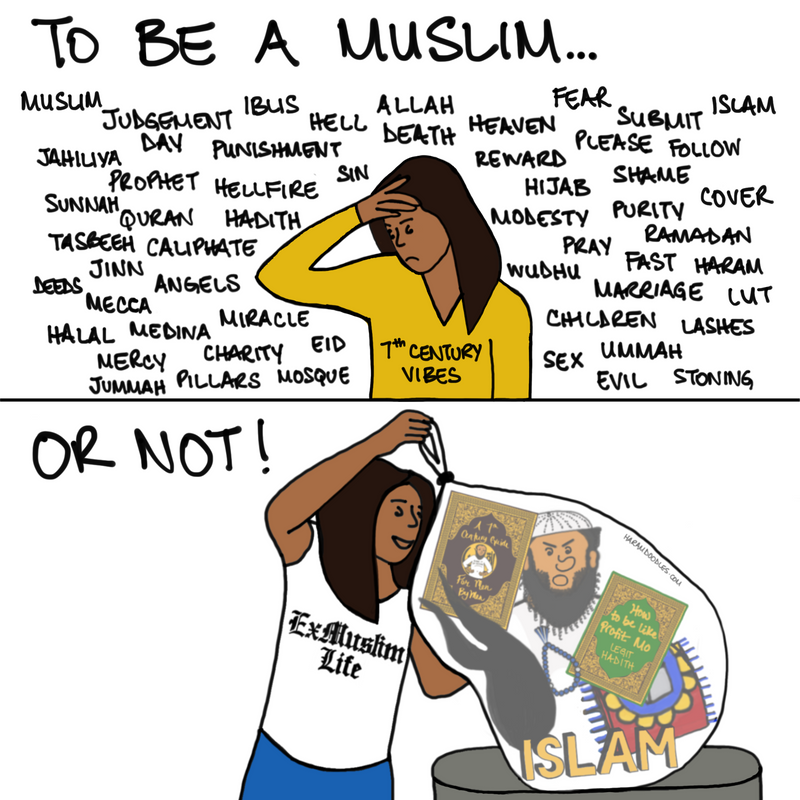 TO BE A MUSLIM...
MUSLIM JUDGEMENT DAY IBLIS HELL ALLAH FEAR SUBMIT ISLAM
JAHILIYA PUNISHMENT DEATH HEAVEN PLEASE FOLLOW
PROPHET HELLFIRE SIN REWARD HIJAB SHAME
SUNNAH QURAN HADITH MODESTY PURITY COVER
TASBEEH CALIPHATE PRAY RAMADAN
DEEDS JINN ANGELS WUDHU FAST HARAM
MECCA MARRIAGE LUT
HALAL MEDINA MIRACLE CHILDREN LASHES
MERCY CHARITY EID SEX UMMAH
JUMMAH PILLARS MOSQUE EVIL STONING
7th CENTURY
VIBES
OR NOT!
ExMuslim
Life
A 7th
Century Guide
For Men
By Men
HARAMDOODLES.COM
How
to be like
Profit Mo
LEGIT
HADITH
ISLAM